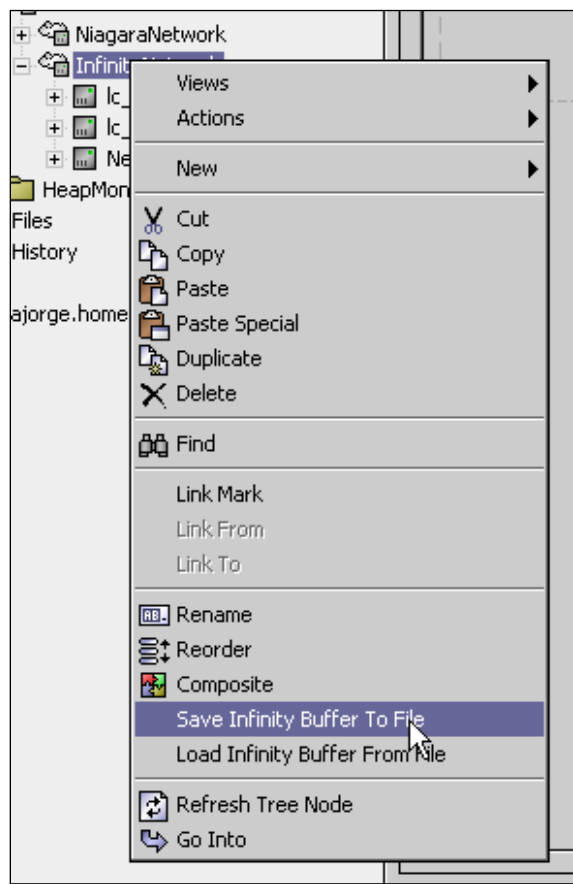 NiagaraNetwork
Infinit
lc_
lc_
Ne
HeapMon
Files
History
ajorge.home
Views
Actions
New
Cut
Copy
Paste
Paste Special
Duplicate
Delete
Find
Link Mark
Link From
Link To
AB.
Rename
Reorder
Composite
Save Infinity Buffer To File
Load Infinity Buffer From File
Refresh Tree Node
Go Into